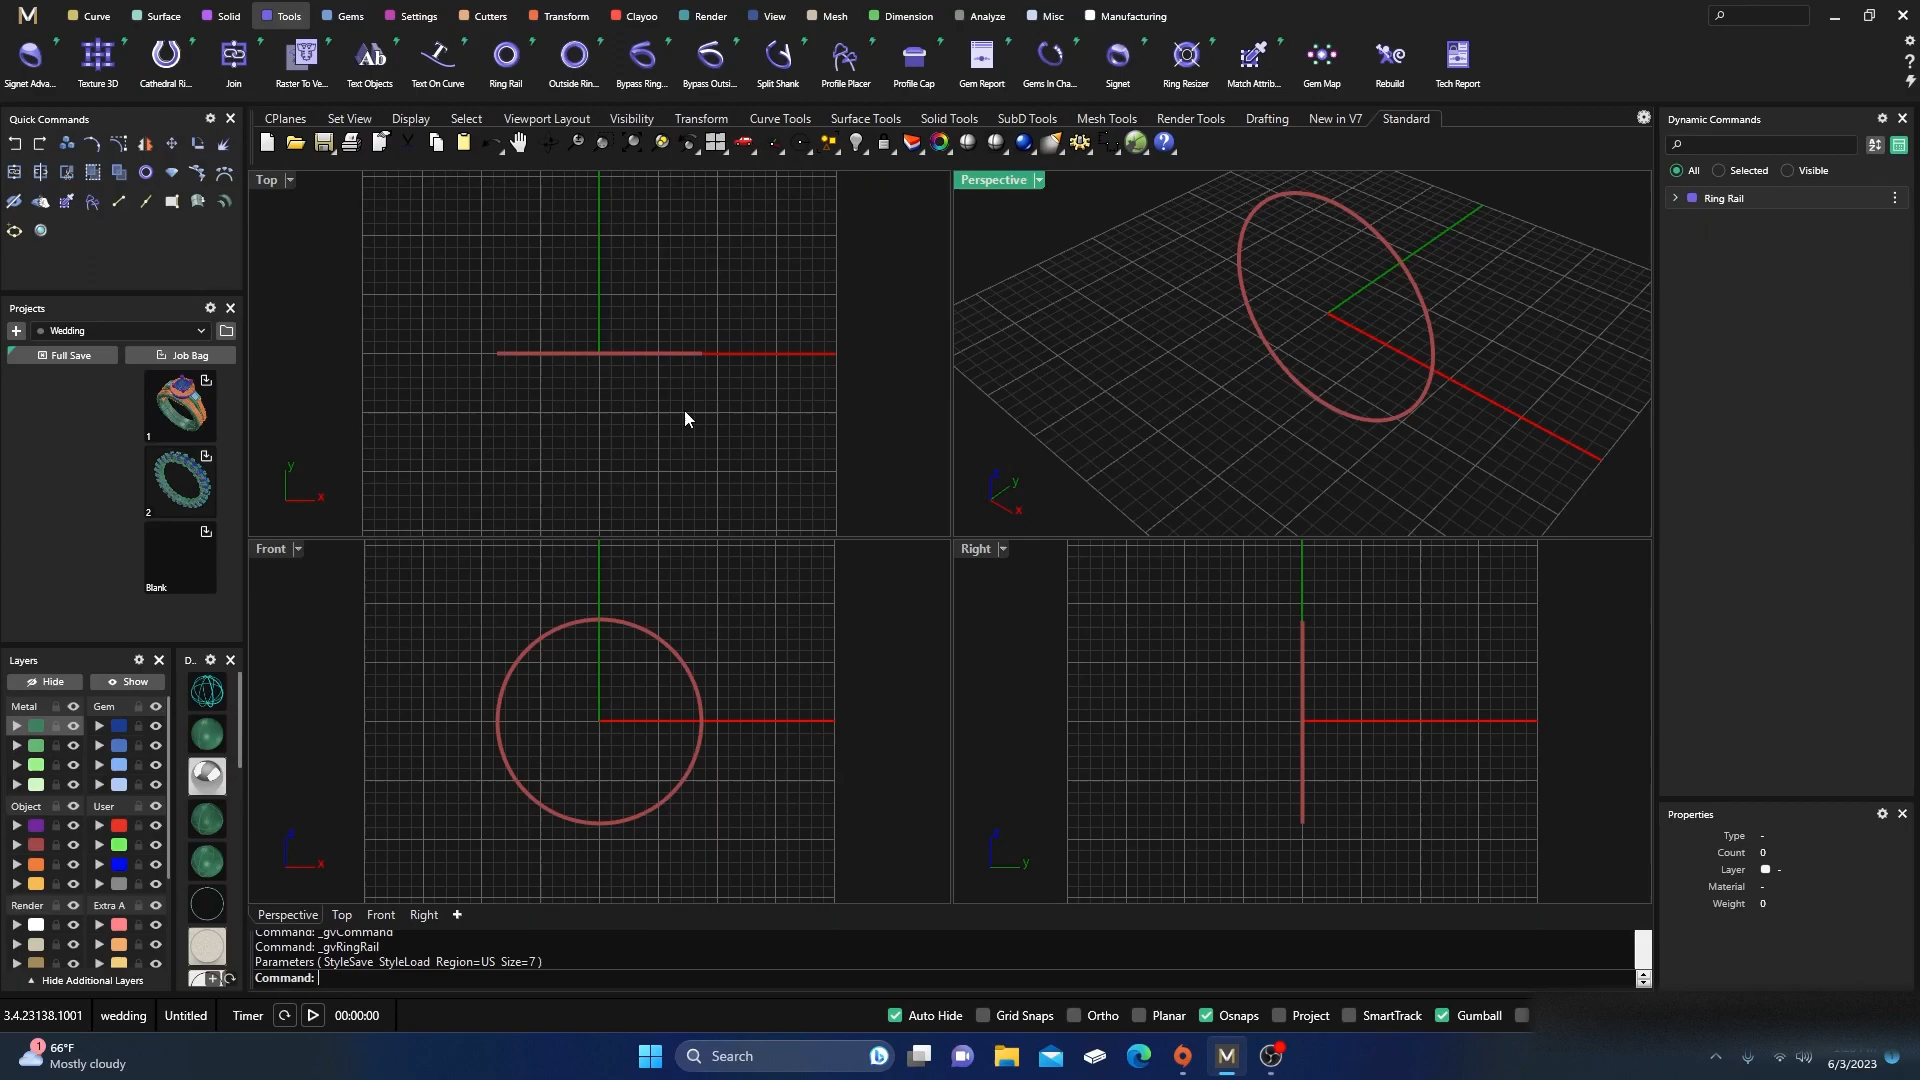 M Curve Surface Solid Tools Gems Settings Cutters Transform Clayoo Render View Mesh Dimension Analyze Misc Manufacturing
Signet Adva... Texture 3D Cathedral Ri... Join Raster To Ve... Text Objects Text On Curve Ring Rail Outside Rin... Bypass Ring... Bypass Outsi... Split Shank Profile Placer Profile Cap Gem Report Gems In Cha... Signet Ring Resizer Match Attrib... Gem Map Rebuild Tech Report
Quick Commands
CPlanes Set View Display Select Viewport Layout Visibility Transform Curve Tools Surface Tools Solid Tools SubD Tools Mesh Tools Render Tools Drafting New in V7 Standard
Dynamic Commands
All Selected Visible
Ring Rail
Top
Perspective
Projects
Wedding
Full Save Job Bag
1
2
Blank
y
x
z
y
x
Front
Right
Layers
D..
Hide Show
Metal Gem
Object User
Render Extra A
Hide Additional Layers
z
x
z
y
Properties
Type -
Count 0
Layer -
Material -
Weight 0
Perspective Top Front Right
Command: _gvCommand
Command: _gvRingRail
Parameters ( StyleSave StyleLoad Region=US Size=7 )
Command:
3.4.23138.1001 wedding Untitled Timer 00:00:00 Auto Hide Grid Snaps Ortho Planar Osnaps Project SmartTrack Gumball
1
66°F
Mostly cloudy
Search
M
6/3/2023
1